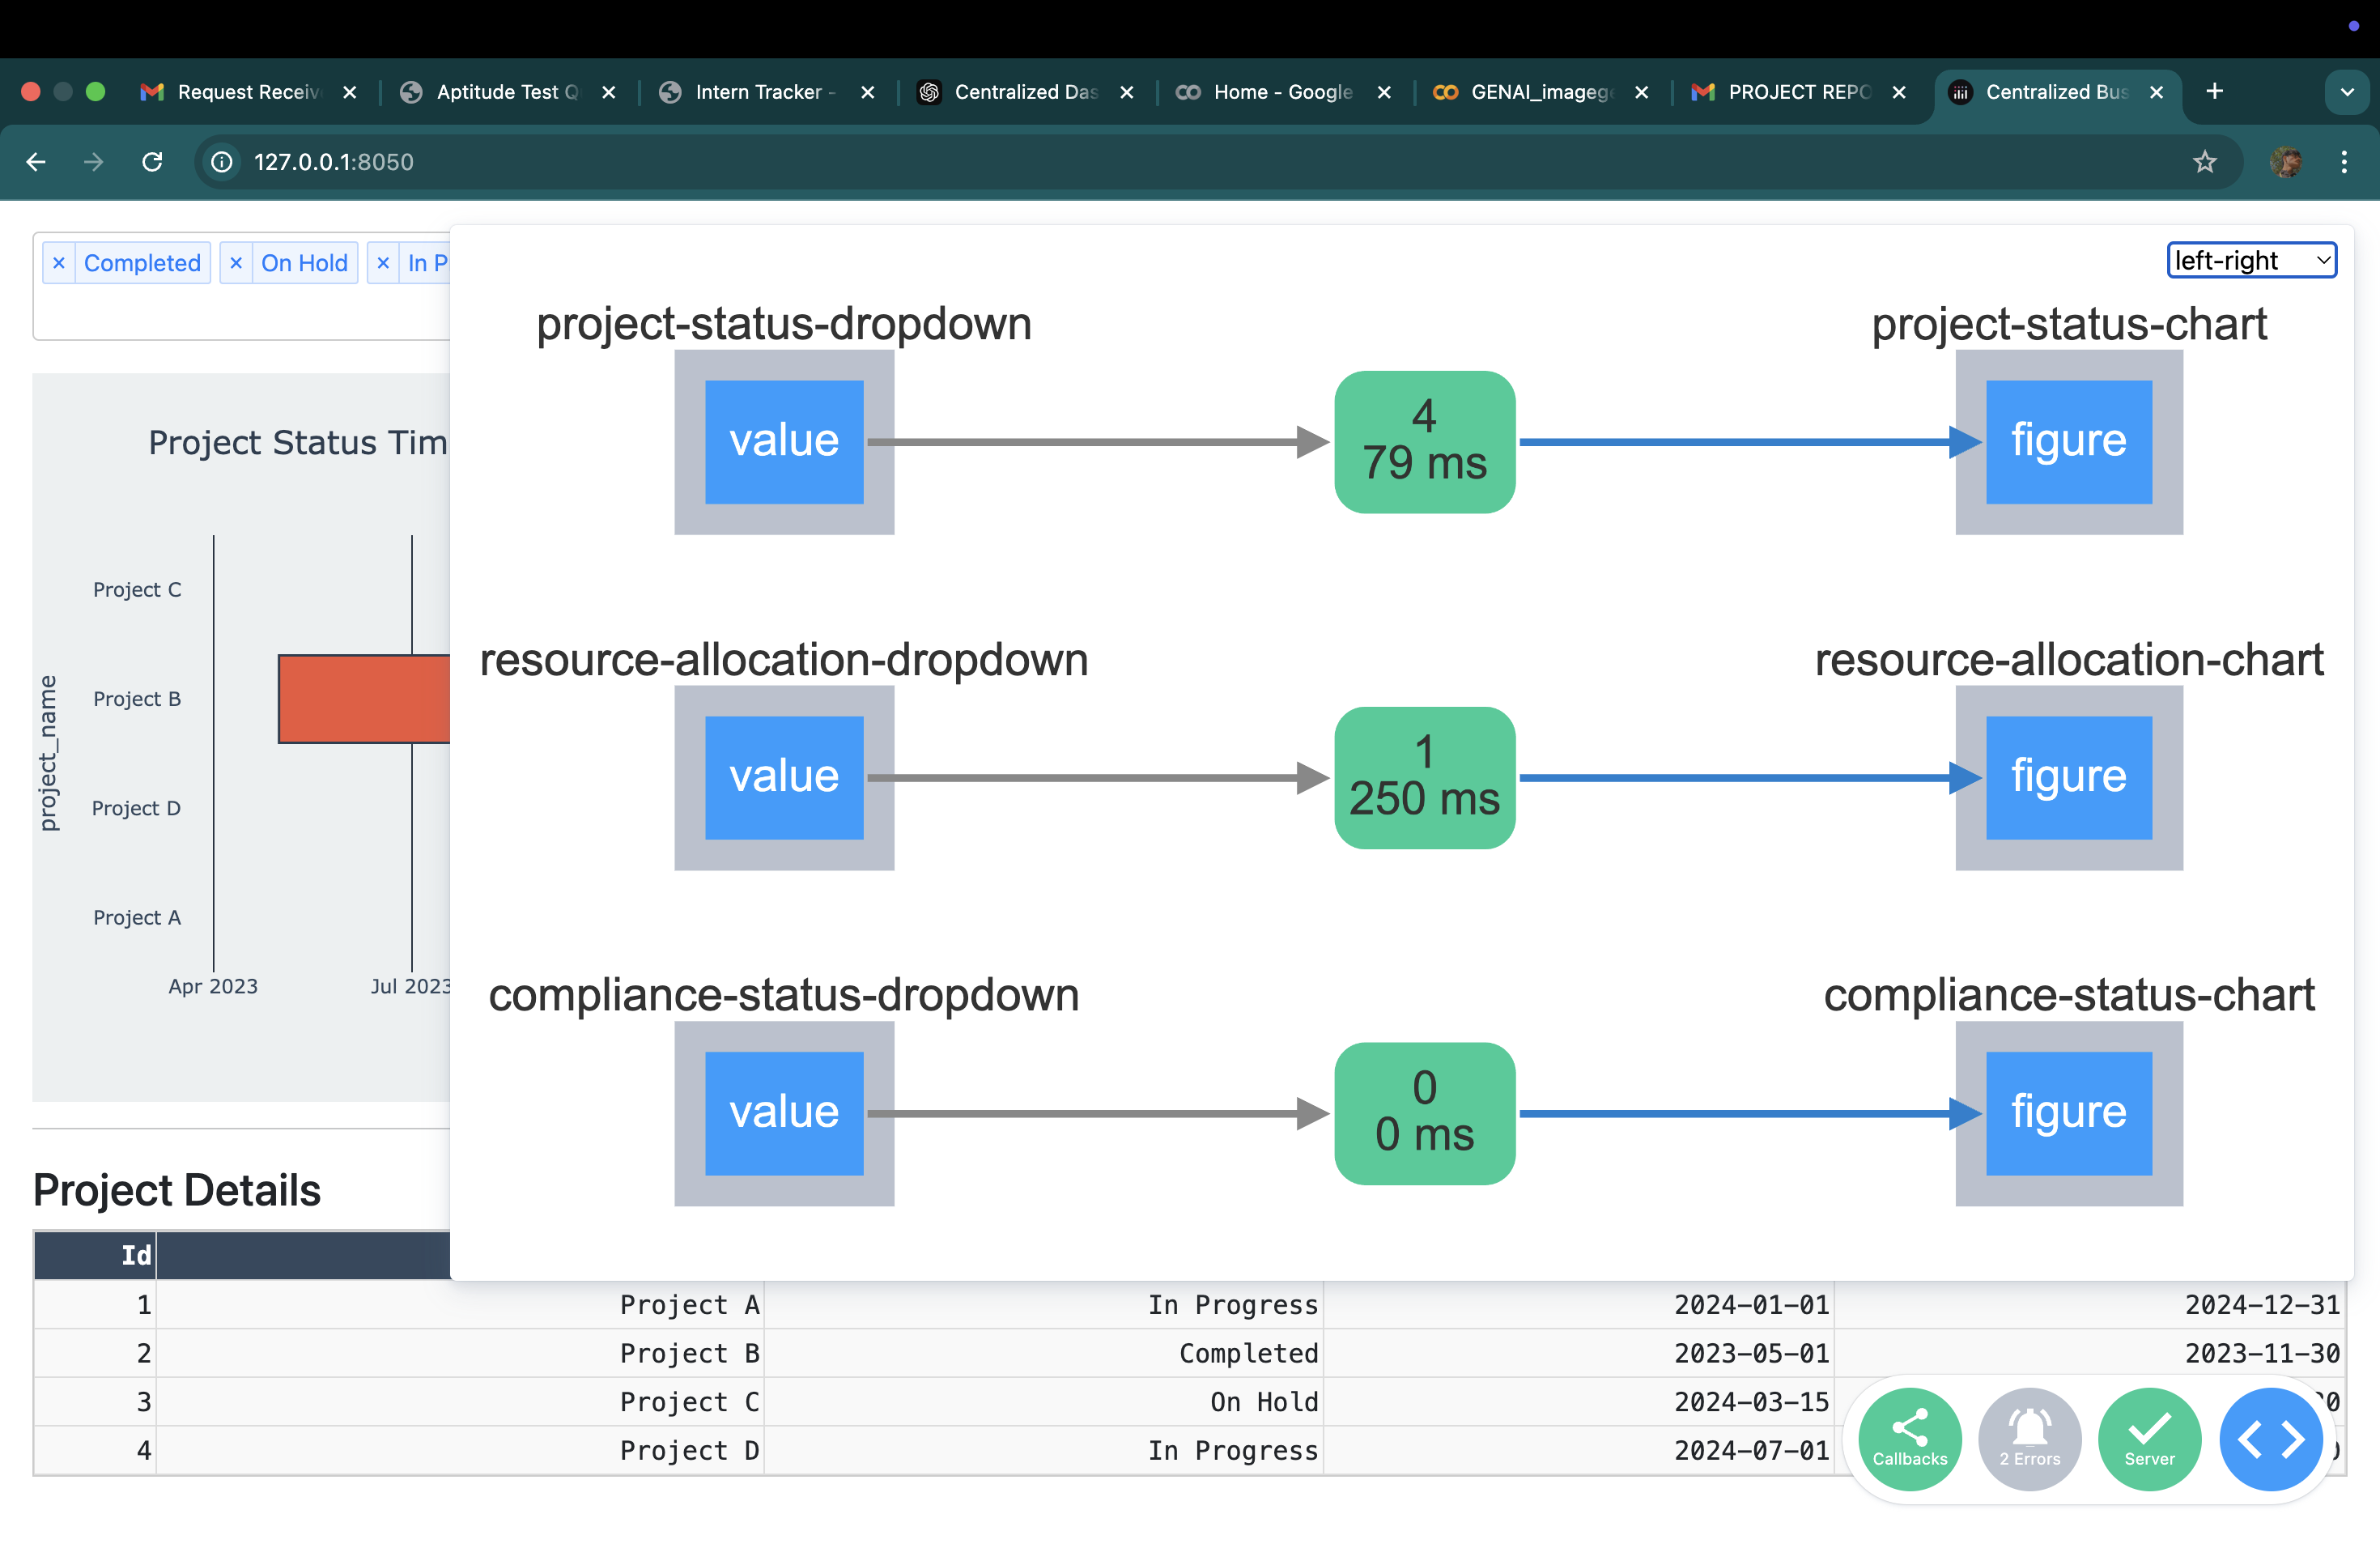 Request Receiv
Aptitude Test Q
Intern Tracker -
Centralized Das
Home - Google
GENAI_imagege
PROJECT REPO
Centralized Bus
127.0.0.1:8050
× Completed × On Hold × In P
left-right
project-status-dropdown project-status-chart
value 4 79 ms figure
resource-allocation-dropdown resource-allocation-chart
value 1 250 ms figure
compliance-status-dropdown compliance-status-chart
value 0 0 ms figure
Project Status Tim
project_name
Project C
Project B
Project D
Project A
Apr 2023 Jul 2023
Project Details
Id
1 Project A In Progress 2024-01-01 2024-12-31
2 Project B Completed 2023-05-01 2023-11-30
3 Project C On Hold 2024-03-15
4 Project D In Progress 2024-07-01
Callbacks 2 Errors Server